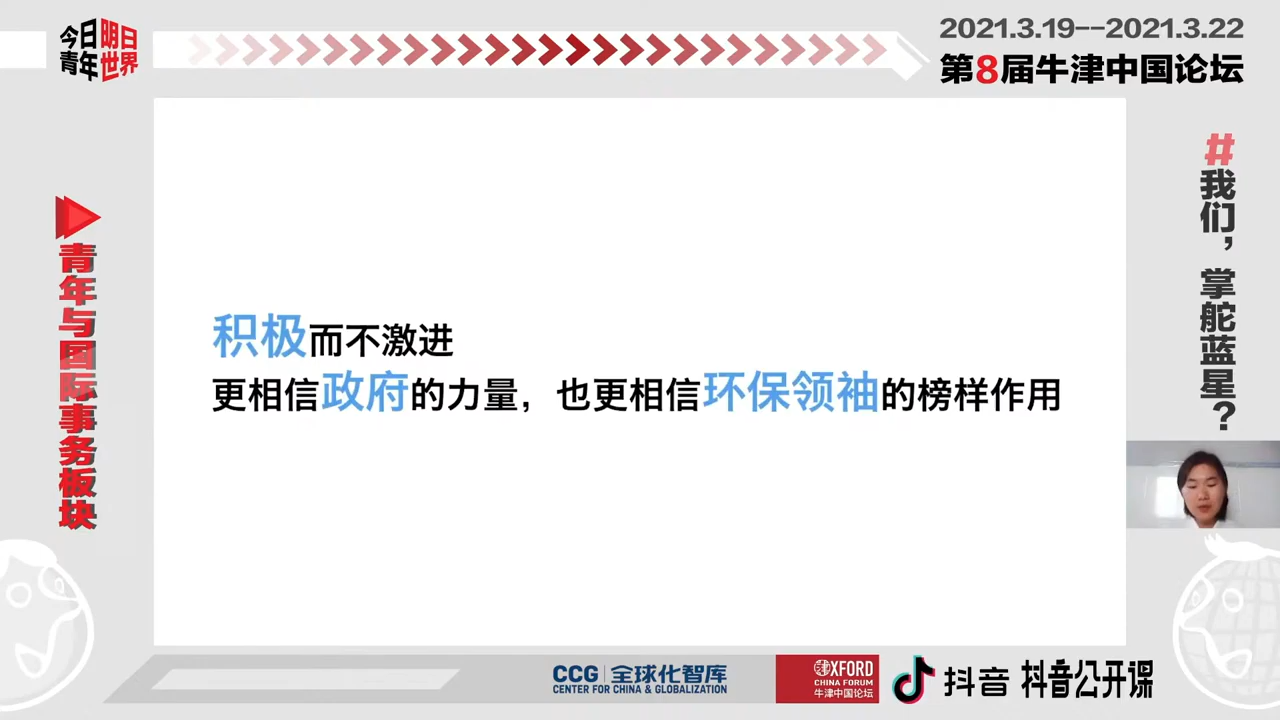 今日明日
青年世界
2021.3.19--2021.3.22
第8届牛津中国论坛
#我们，掌舵蓝星？
青年与国际事务板块
积极而不激进
更相信政府的力量，也更相信环保领袖的榜样作用
CCG 全球化智库
CENTER FOR CHINA & GLOBALIZATION
OXFORD
CHINA FORUM
牛津中国论坛
抖音 抖音公开课